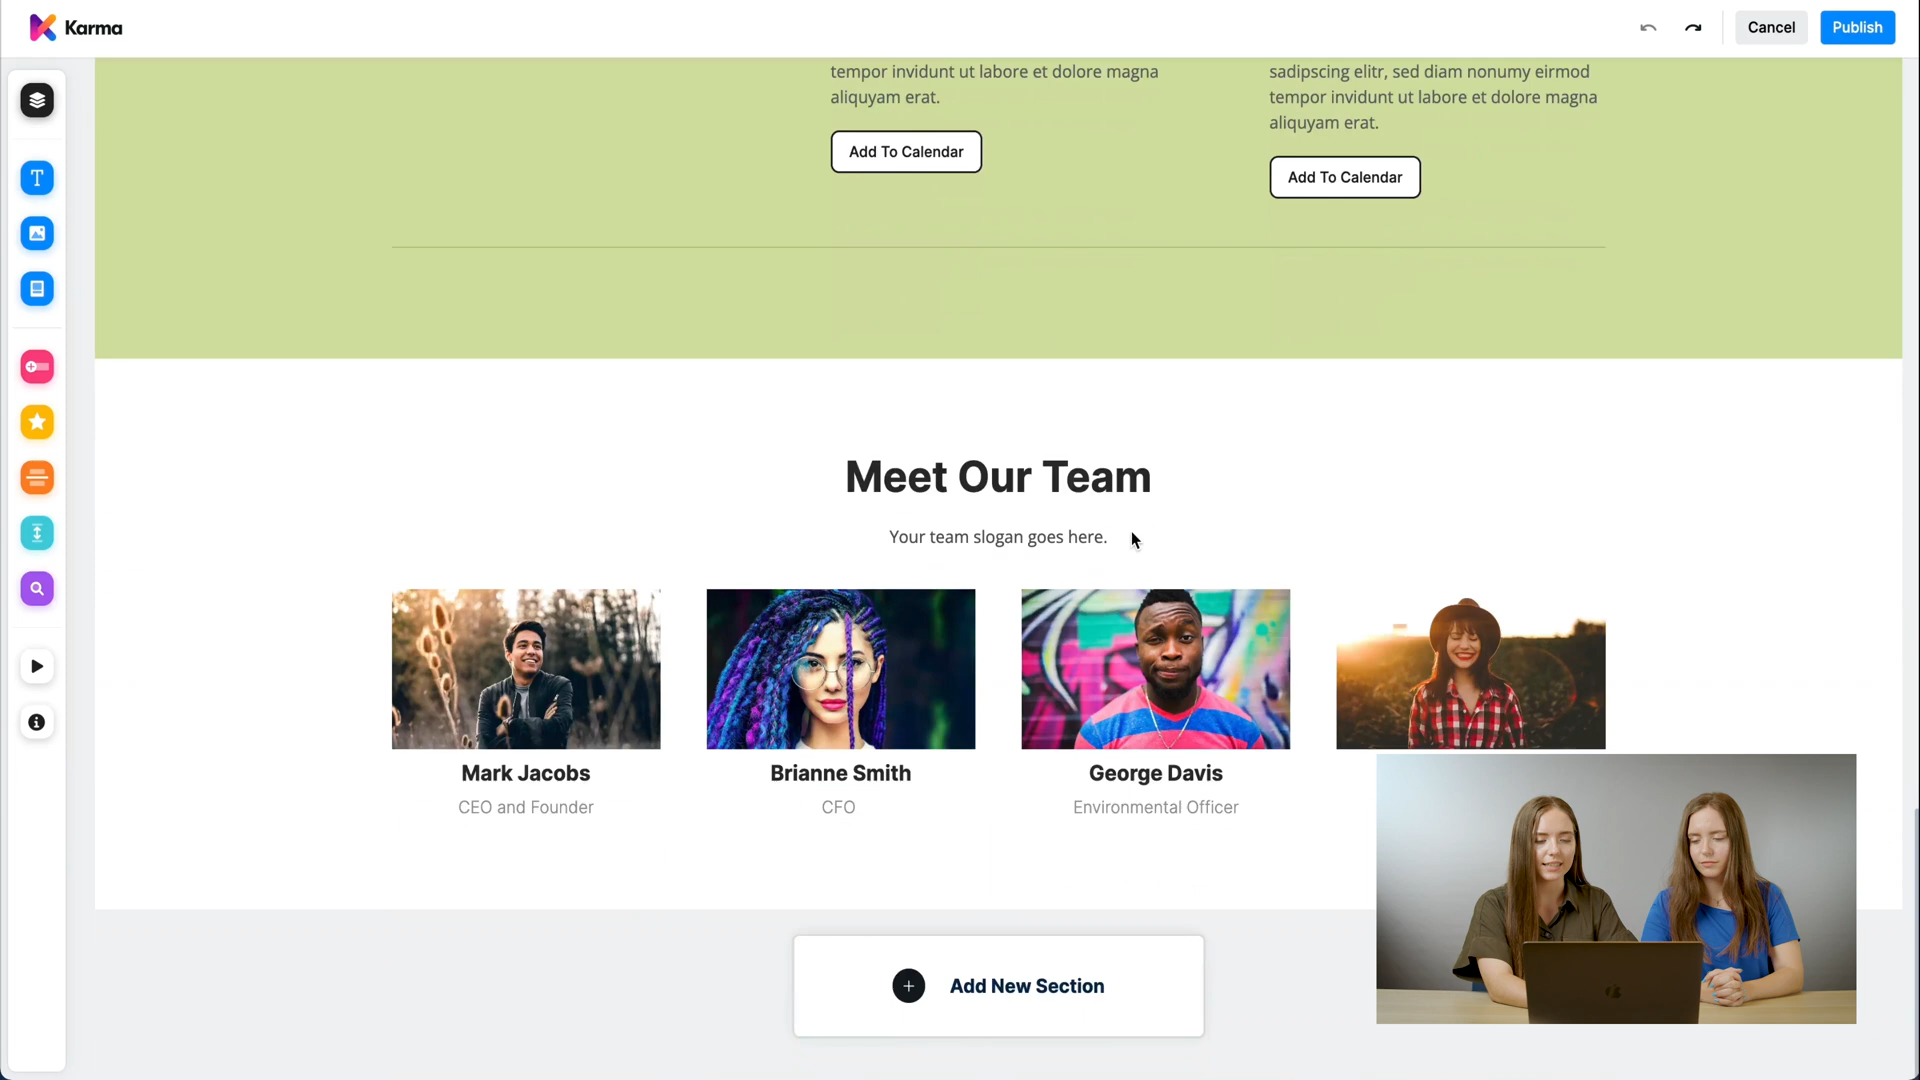 Karma
Cancel
Publish
tempor invidunt ut labore et dolore magna
aliquyam erat.
Add To Calendar
sadipscing elitr, sed diam nonumy eirmod
tempor invidunt ut labore et dolore magna
aliquyam erat.
Add To Calendar
T
Meet Our Team
Your team slogan goes here.
Mark Jacobs
CEO and Founder
Brianne Smith
CFO
George Davis
Environmental Officer
Add New Section